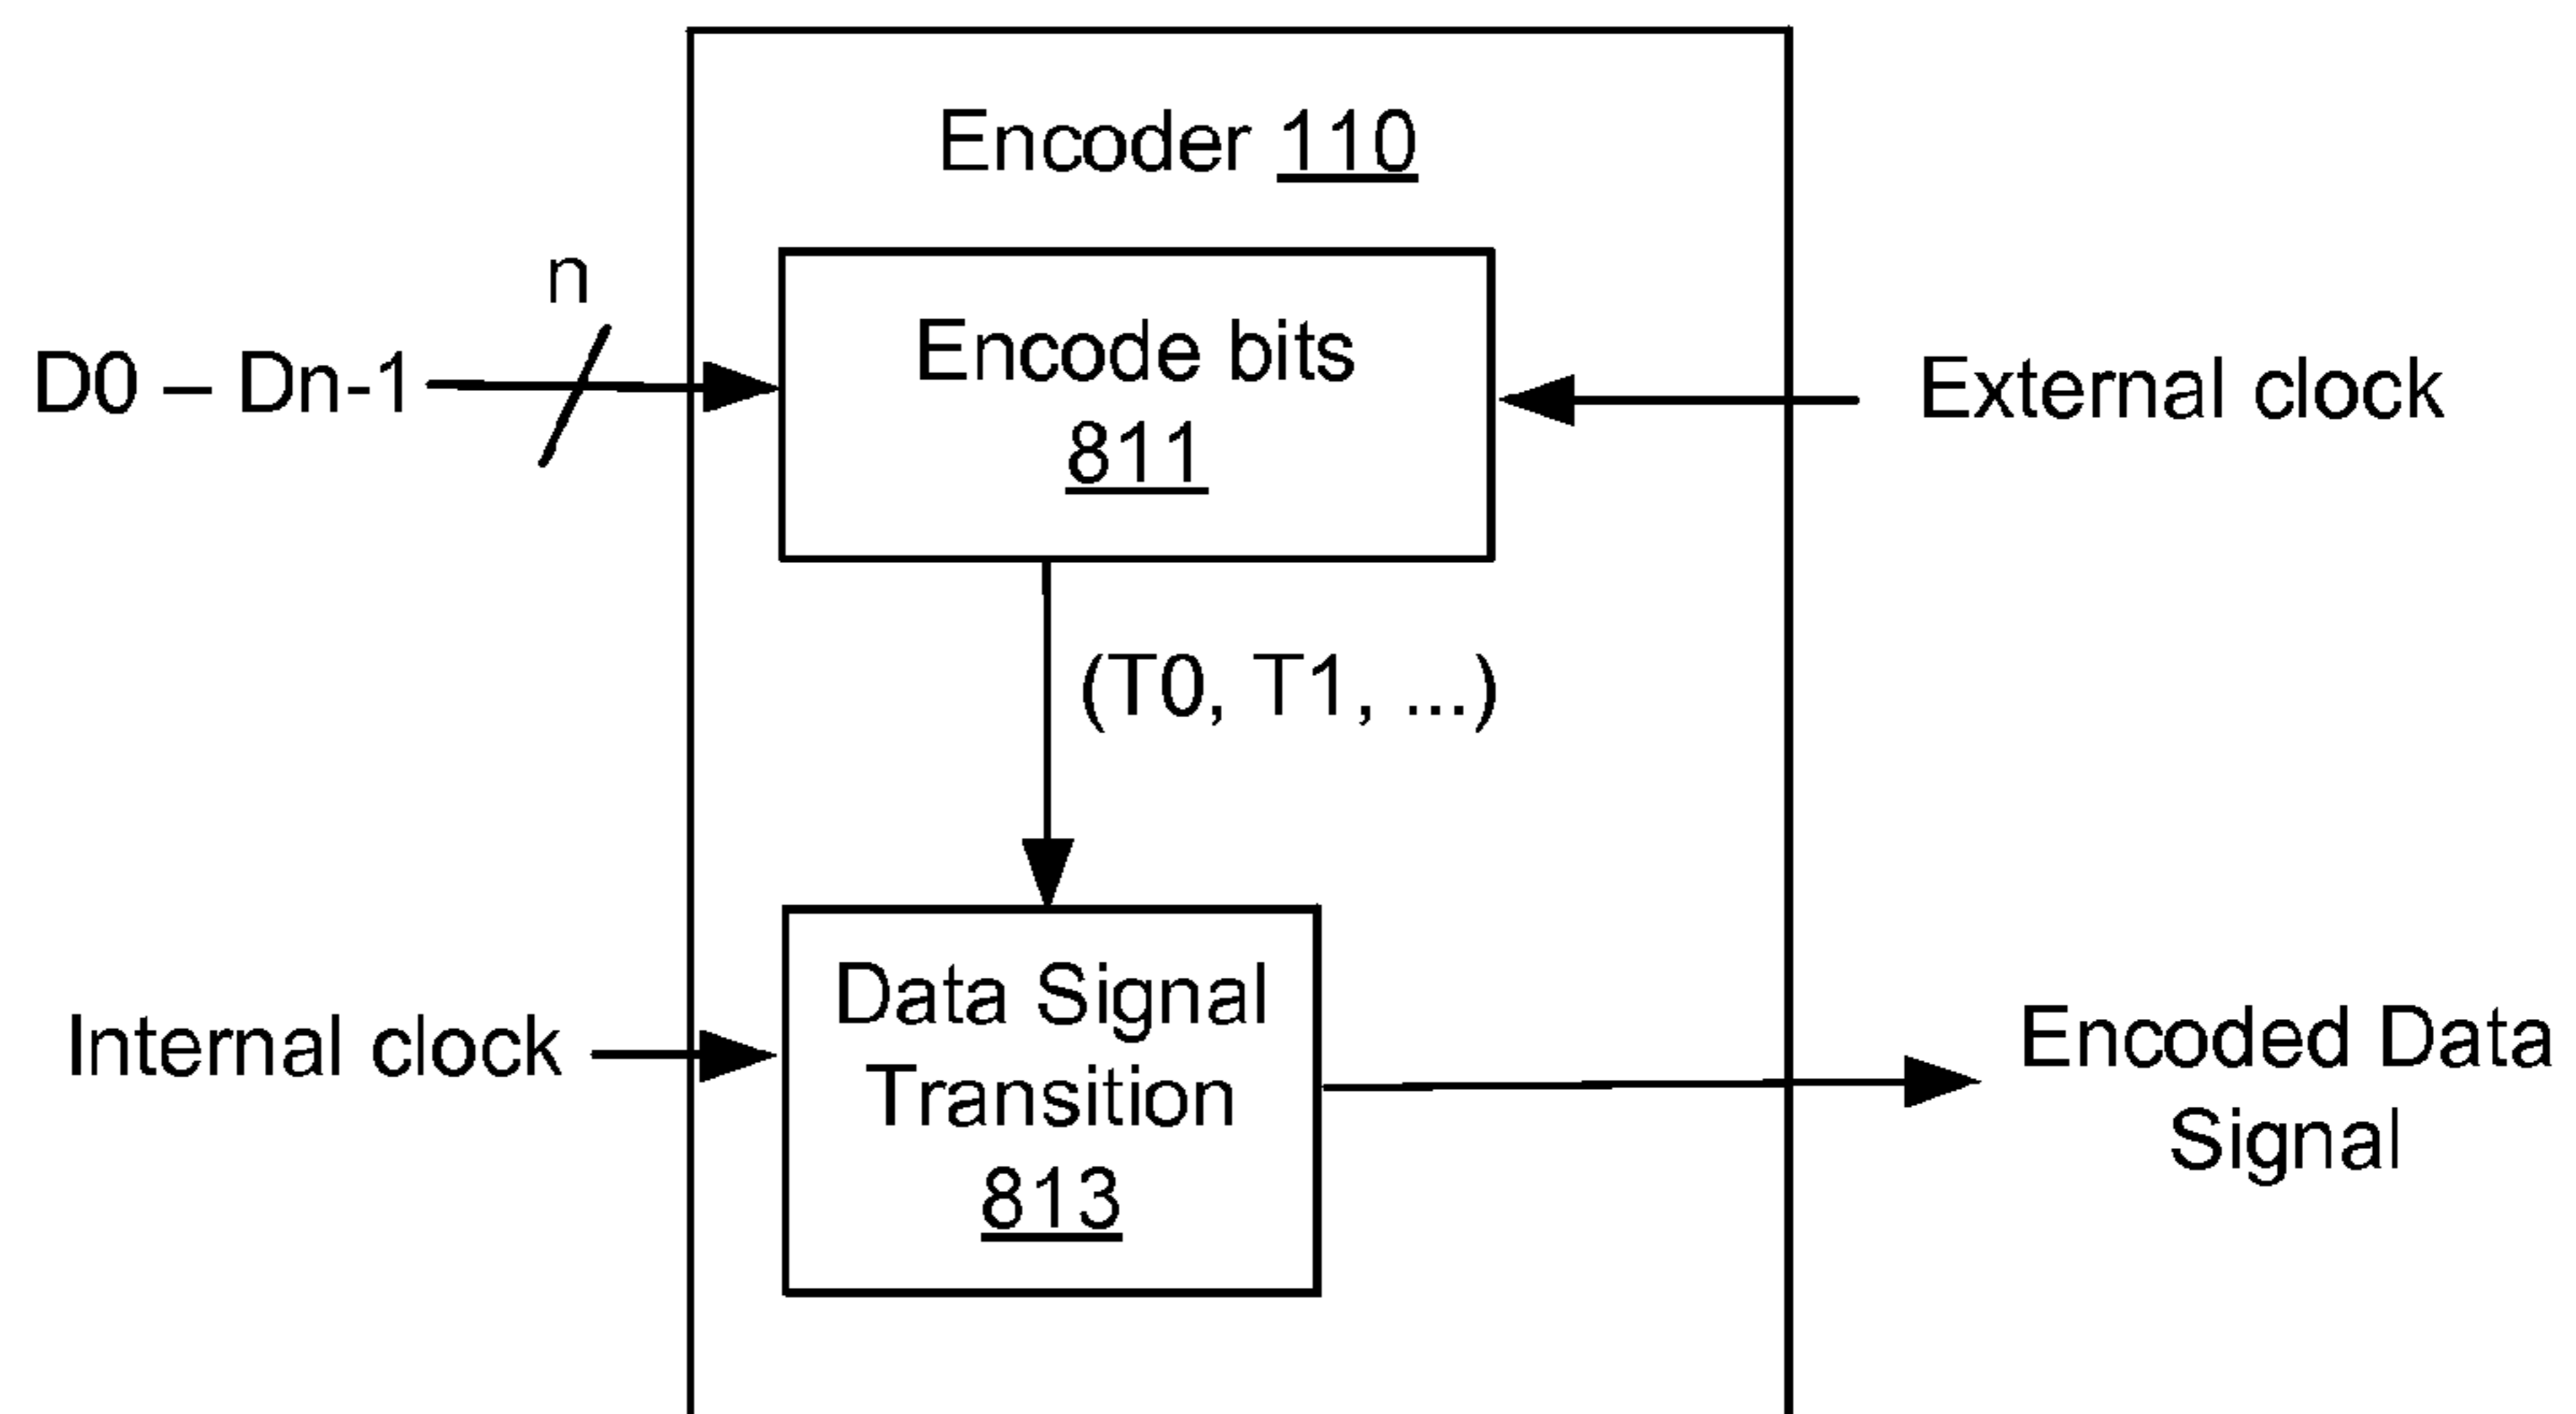 Encoder 110
n
D0 – Dn-1
Encode bits
811
External clock
(T0, T1, ...)
Internal clock
Data Signal
Transition
813
Encoded Data
Signal